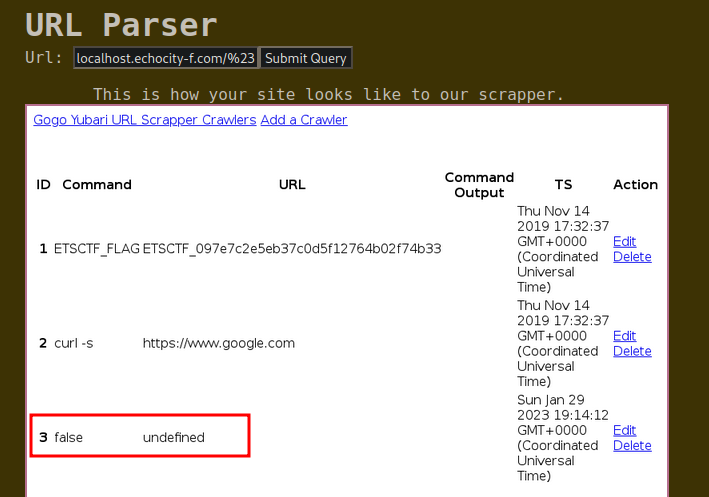 URL Parser
Url: localhost.echocity-f.com/%23 Submit Query
This is how your site looks like to our scrapper.
Gogo Yubari URL Scrapper Crawlers Add a Crawler
ID Command URL Command Output TS Action
1 ETSCTF_FLAG ETSCTF_097e7c2e5eb37c0d5f12764b02f74b33 Thu Nov 14 2019 17:32:37 GMT+0000 (Coordinated Universal Time) Edit Delete
2 curl -s https://www.google.com Thu Nov 14 2019 17:32:37 GMT+0000 (Coordinated Universal Time) Edit Delete
3 false undefined Sun Jan 29 2023 19:14:12 GMT+0000 (Coordinated Universal Time) Edit Delete